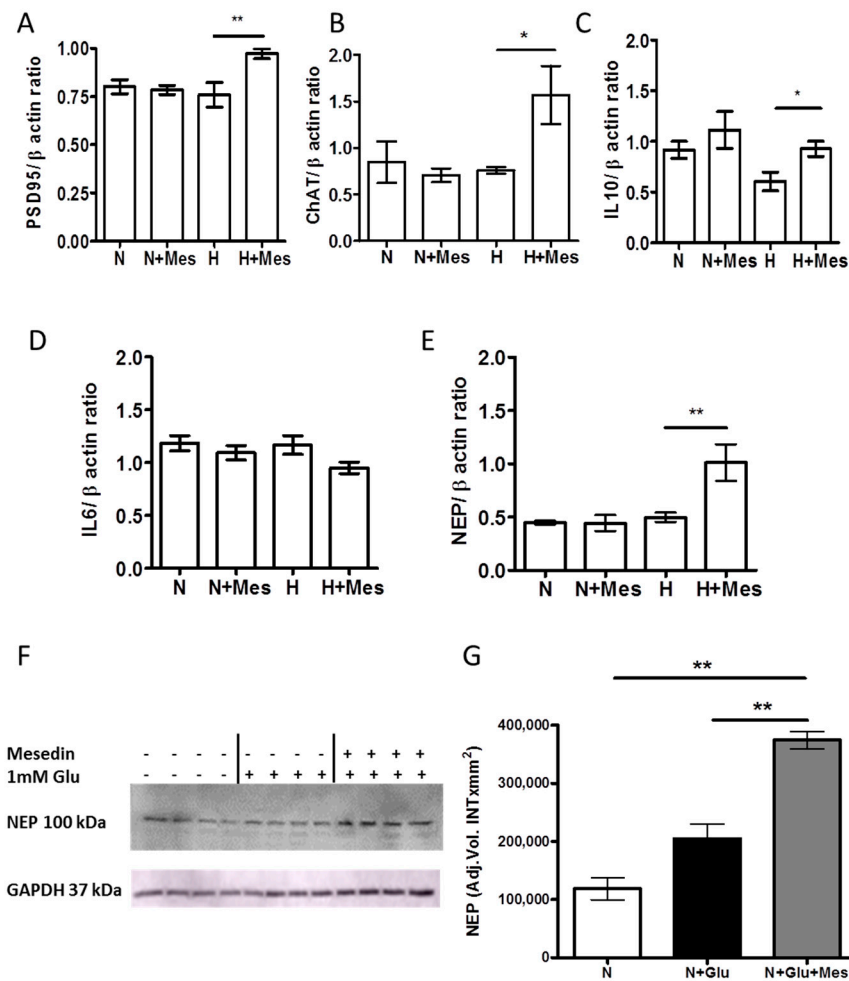 A
PSD95/β actin ratio
1.00
0.75
0.50
0.25
0.00
**
N N+Mes H H+Mes
B
ChAT/β actin ratio
2.0
1.5
1.0
0.5
0.0
*
N N+Mes H H+Mes
C
IL10/β actin ratio
2.0
1.5
1.0
0.5
0.0
*
N N+Mes H H+Mes
D
IL6/β actin ratio
2.0
1.5
1.0
0.5
0.0
N N+Mes H H+Mes
E
NEP/β actin ratio
2.0
1.5
1.0
0.5
0.0
**
N N+Mes H H+Mes
F
Mesedin - - - - - - - - + + + +
1mM Glu - - - - + + + + + + + +
NEP 100 kDa
GAPDH 37 kDa
G
NEP (Adj.Vol. INTxmm²)
400,000
300,000
200,000
100,000
0
**
**
N N+Glu N+Glu+Mes